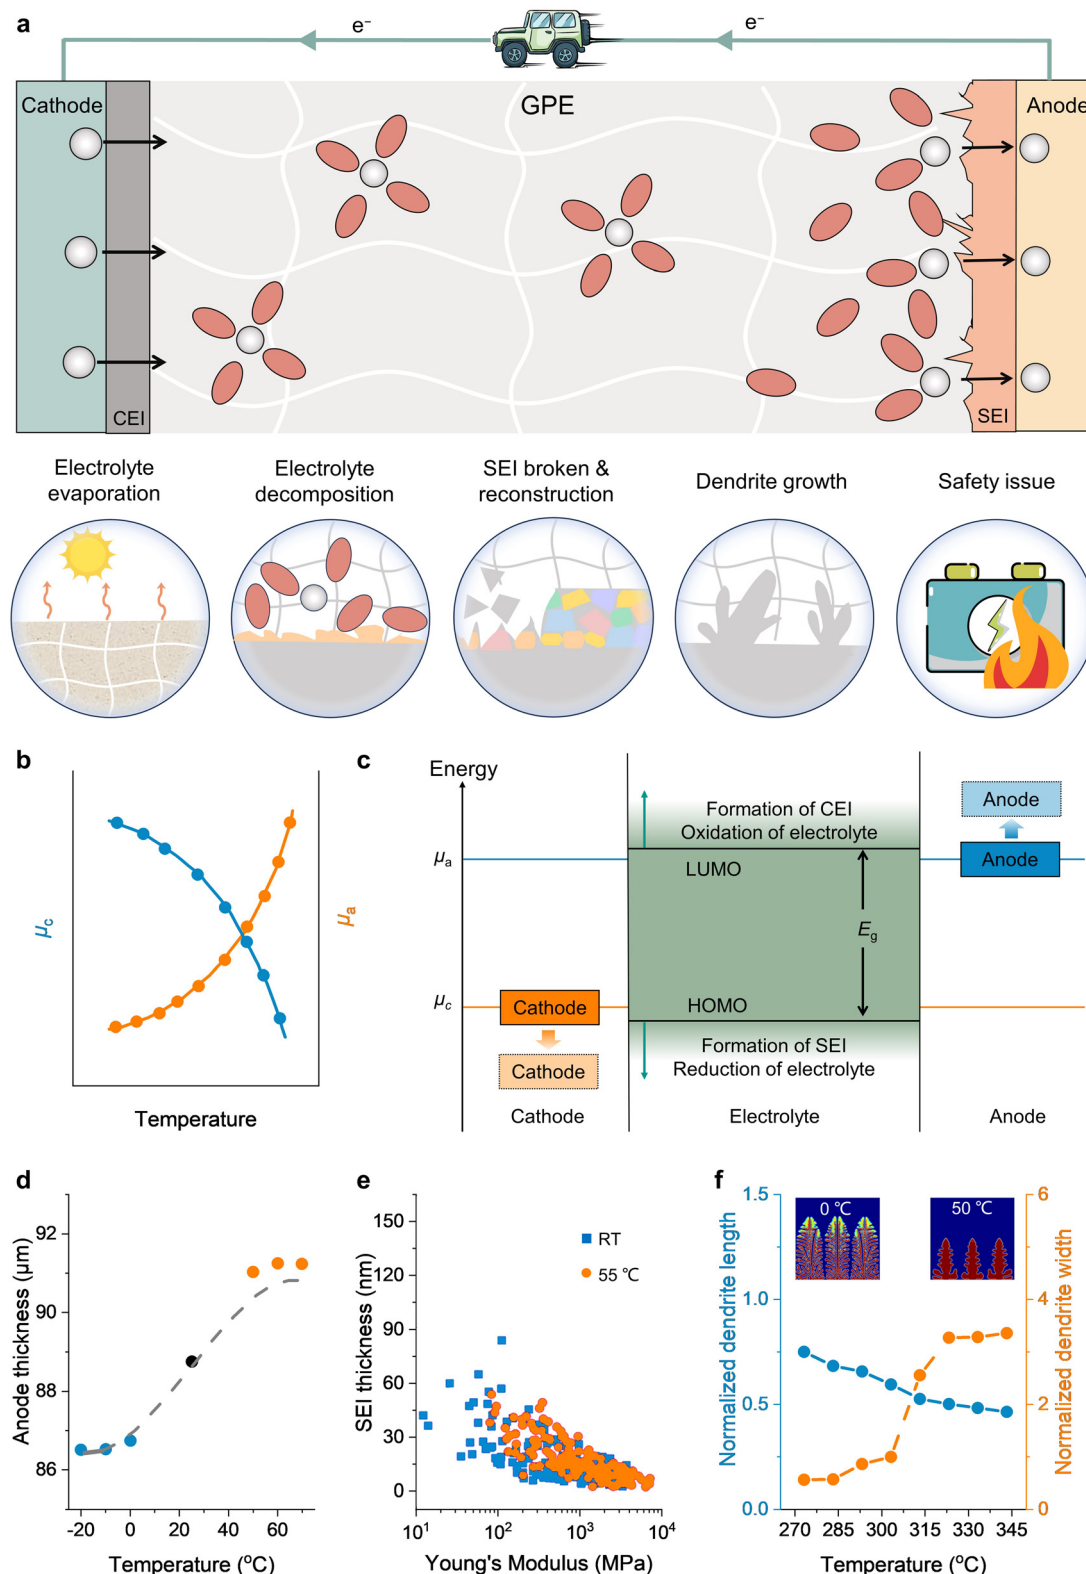 a
e⁻ e⁻
Cathode GPE Anode
CEI SEI
Electrolyte
evaporation
Electrolyte
decomposition
SEI broken &
reconstruction
Dendrite growth
Safety issue
b
μc
μa
Temperature
c
Energy
μa
μc
Formation of CEI
Oxidation of electrolyte
LUMO
Eg
HOMO
Formation of SEI
Reduction of electrolyte
Anode
Anode
Cathode
Cathode
Cathode Electrolyte Anode
d
Anode thickness (μm)
92
90
88
86
-20 0 20 40 60
Temperature (°C)
e
SEI thickness (nm)
150
120
90
60
30
0
RT
55 ℃
10¹ 10² 10³ 10⁴
Young's Modulus (MPa)
f
Normalized dendrite length
1.5
1.0
0.5
0.0
0 ℃
50 ℃
6
4
2
0
Normalized dendrite width
270 285 300 315 330 345
Temperature (°C)